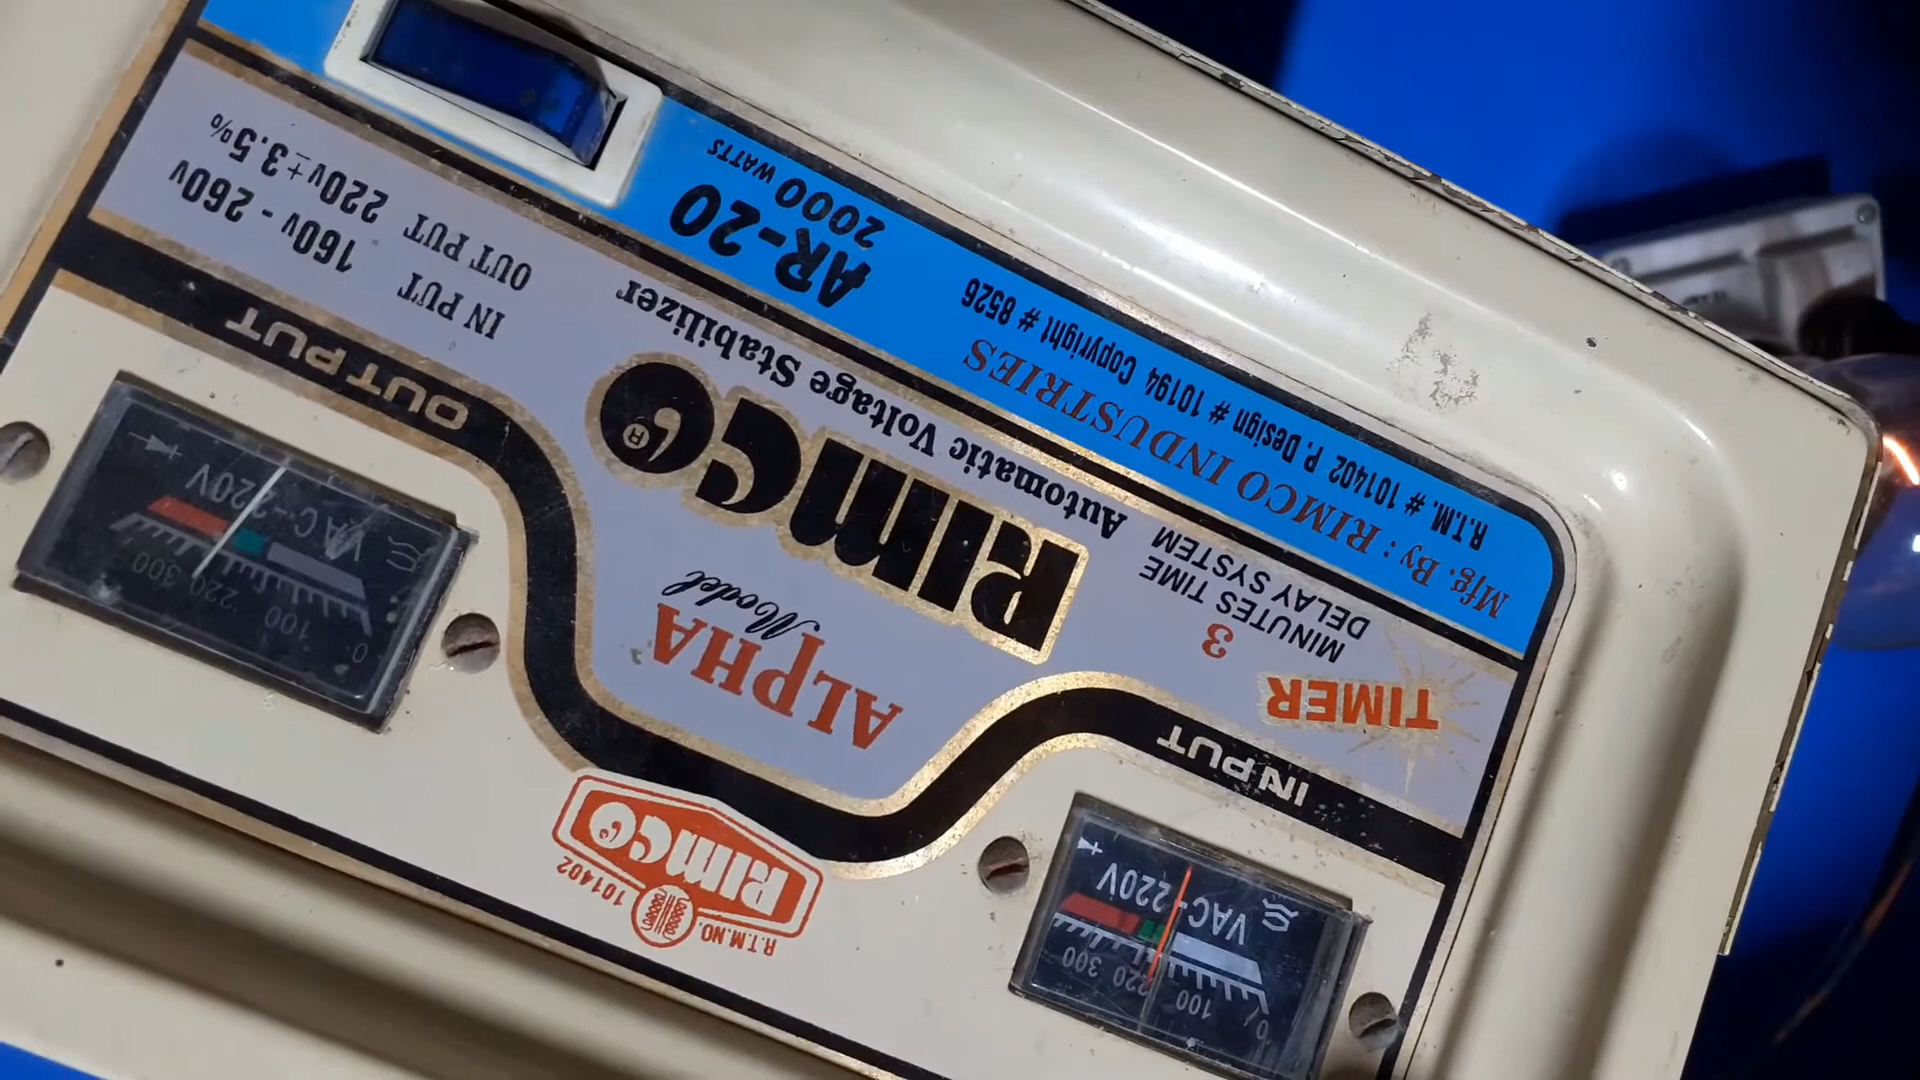 R.T.M.NO. 101402
RIMCO
IN PUT
VAC-220V
0 100 220 300
OUT PUT
VAC-220V
0 100 220 300
ALPHA
Model
RIMCO ®
Automatic Voltage Stabilizer
TIMER
3
MINUTES TIME
DELAY SYSTEM
IN PUT 160v - 260v
OUT PUT 220v±3.5%
Mfg. By : RIMCO INDUSTRIES
R.T.M. # 101402 P. Design # 10194 Copyright # 8526
AR-20
2000 WATTS